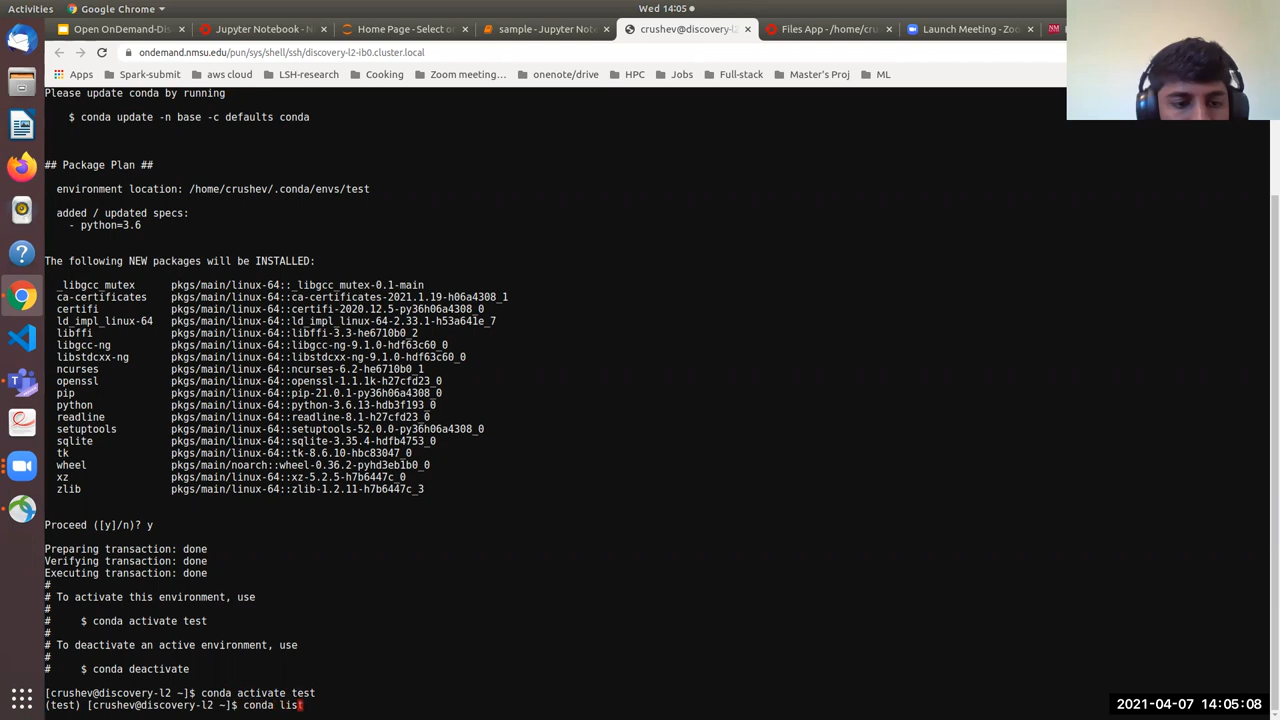 Activities
Google Chrome
Wed 14:05
Open OnDemand-Disc
Jupyter Notebook - N
Home Page - Select or
sample - Jupyter Note
crushev@discovery-l2
Files App - /home/cru
Launch Meeting - Zoo
ondemand.nmsu.edu/pun/sys/shell/ssh/discovery-l2-ib0.cluster.local
Apps
Spark-submit
aws cloud
LSH-research
Cooking
Zoom meeting…
onenote/drive
HPC
Jobs
Full-stack
Master's Proj
ML
Please update conda by running
$ conda update -n base -c defaults conda
## Package Plan ##
environment location: /home/crushev/.conda/envs/test
added / updated specs:
- python=3.6
The following NEW packages will be INSTALLED:
_libgcc_mutex pkgs/main/linux-64::_libgcc_mutex-0.1-main
ca-certificates pkgs/main/linux-64::ca-certificates-2021.1.19-h06a4308_1
certifi pkgs/main/linux-64::certifi-2020.12.5-py36h06a4308_0
ld_impl_linux-64 pkgs/main/linux-64::ld_impl_linux-64-2.33.1-h53a641e_7
libffi pkgs/main/linux-64::libffi-3.3-he6710b0_2
libgcc-ng pkgs/main/linux-64::libgcc-ng-9.1.0-hdf63c60_0
libstdcxx-ng pkgs/main/linux-64::libstdcxx-ng-9.1.0-hdf63c60_0
ncurses pkgs/main/linux-64::ncurses-6.2-he6710b0_1
openssl pkgs/main/linux-64::openssl-1.1.1k-h27cfd23_0
pip pkgs/main/linux-64::pip-21.0.1-py36h06a4308_0
python pkgs/main/linux-64::python-3.6.13-hdb3f193_0
readline pkgs/main/linux-64::readline-8.1-h27cfd23_0
setuptools pkgs/main/linux-64::setuptools-52.0.0-py36h06a4308_0
sqlite pkgs/main/linux-64::sqlite-3.35.4-hdfb4753_0
tk pkgs/main/linux-64::tk-8.6.10-hbc83047_0
wheel pkgs/main/noarch::wheel-0.36.2-pyhd3eb1b0_0
xz pkgs/main/linux-64::xz-5.2.5-h7b6447c_0
zlib pkgs/main/linux-64::zlib-1.2.11-h7b6447c_3
Proceed ([y]/n)? y
Preparing transaction: done
Verifying transaction: done
Executing transaction: done
#
# To activate this environment, use
#
# $ conda activate test
#
# To deactivate an active environment, use
#
# $ conda deactivate
[crushev@discovery-l2 ~]$ conda activate test
(test) [crushev@discovery-l2 ~]$ conda list
2021-04-07 14:05:08